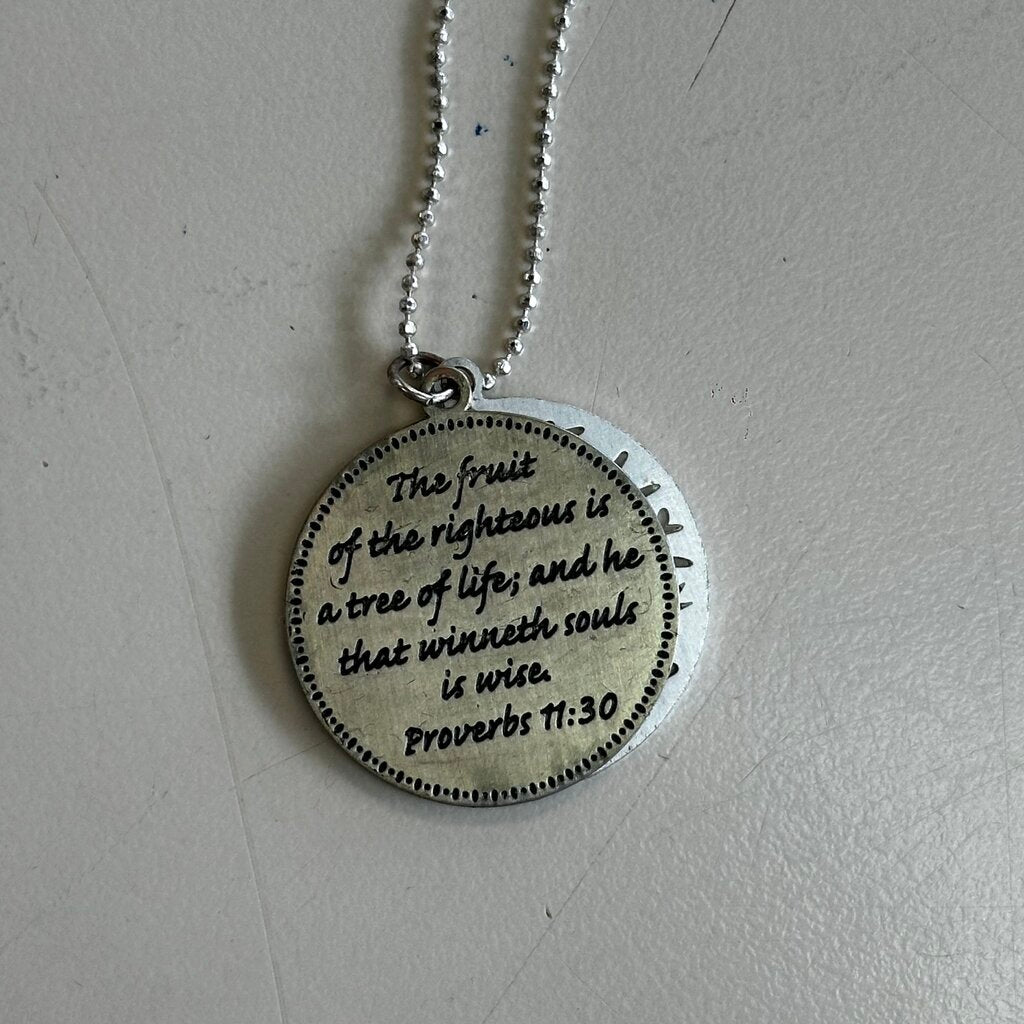 The fruit
of the righteous is
a tree of life; and he
that winneth souls
is wise.
Proverbs 11:30